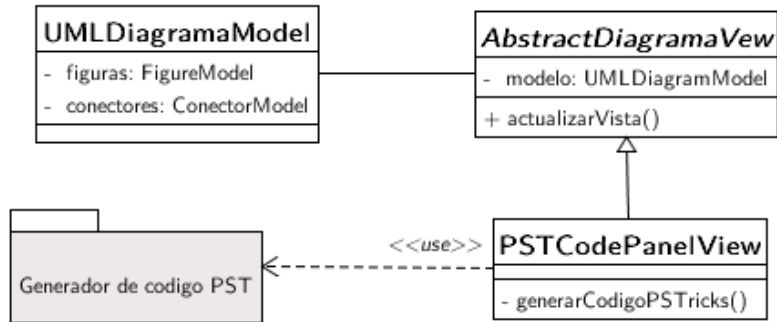 UMLDiagramaModel
- figuras: FigureModel
- conectores: ConectorModel
AbstractDiagramaVew
- modelo: UMLDiagramModel
+ actualizarVista()
Generador de codigo PST
<<use>>
PSTCodePanelView
- generarCodigoPSTricks()